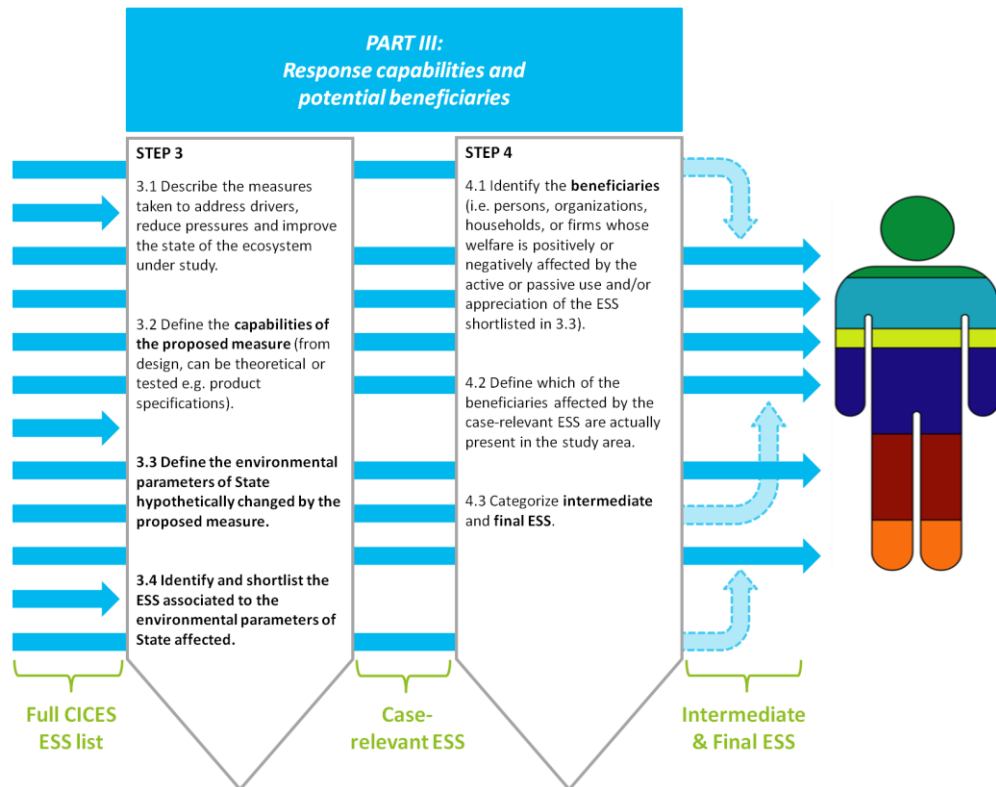 PART III:
Response capabilities and
potential beneficiaries
STEP 3
3.1 Describe the measures
taken to address drivers,
reduce pressures and improve
the state of the ecosystem
under study.
3.2 Define the capabilities of
the proposed measure (from
design, can be theoretical or
tested e.g. product
specifications).
3.3 Define the environmental
parameters of State
hypothetically changed by the
proposed measure.
3.4 Identify and shortlist the
ESS associated to the
environmental parameters of
State affected.
STEP 4
4.1 Identify the beneficiaries
(i.e. persons, organizations,
households, or firms whose
welfare is positively or
negatively affected by the
active or passive use and/or
appreciation of the ESS
shortlisted in 3.3).
4.2 Define which of the
beneficiaries affected by the
case-relevant ESS are actually
present in the study area.
4.3 Categorize intermediate
and final ESS.
Full CICES
ESS list
Case-
relevant ESS
Intermediate
& Final ESS